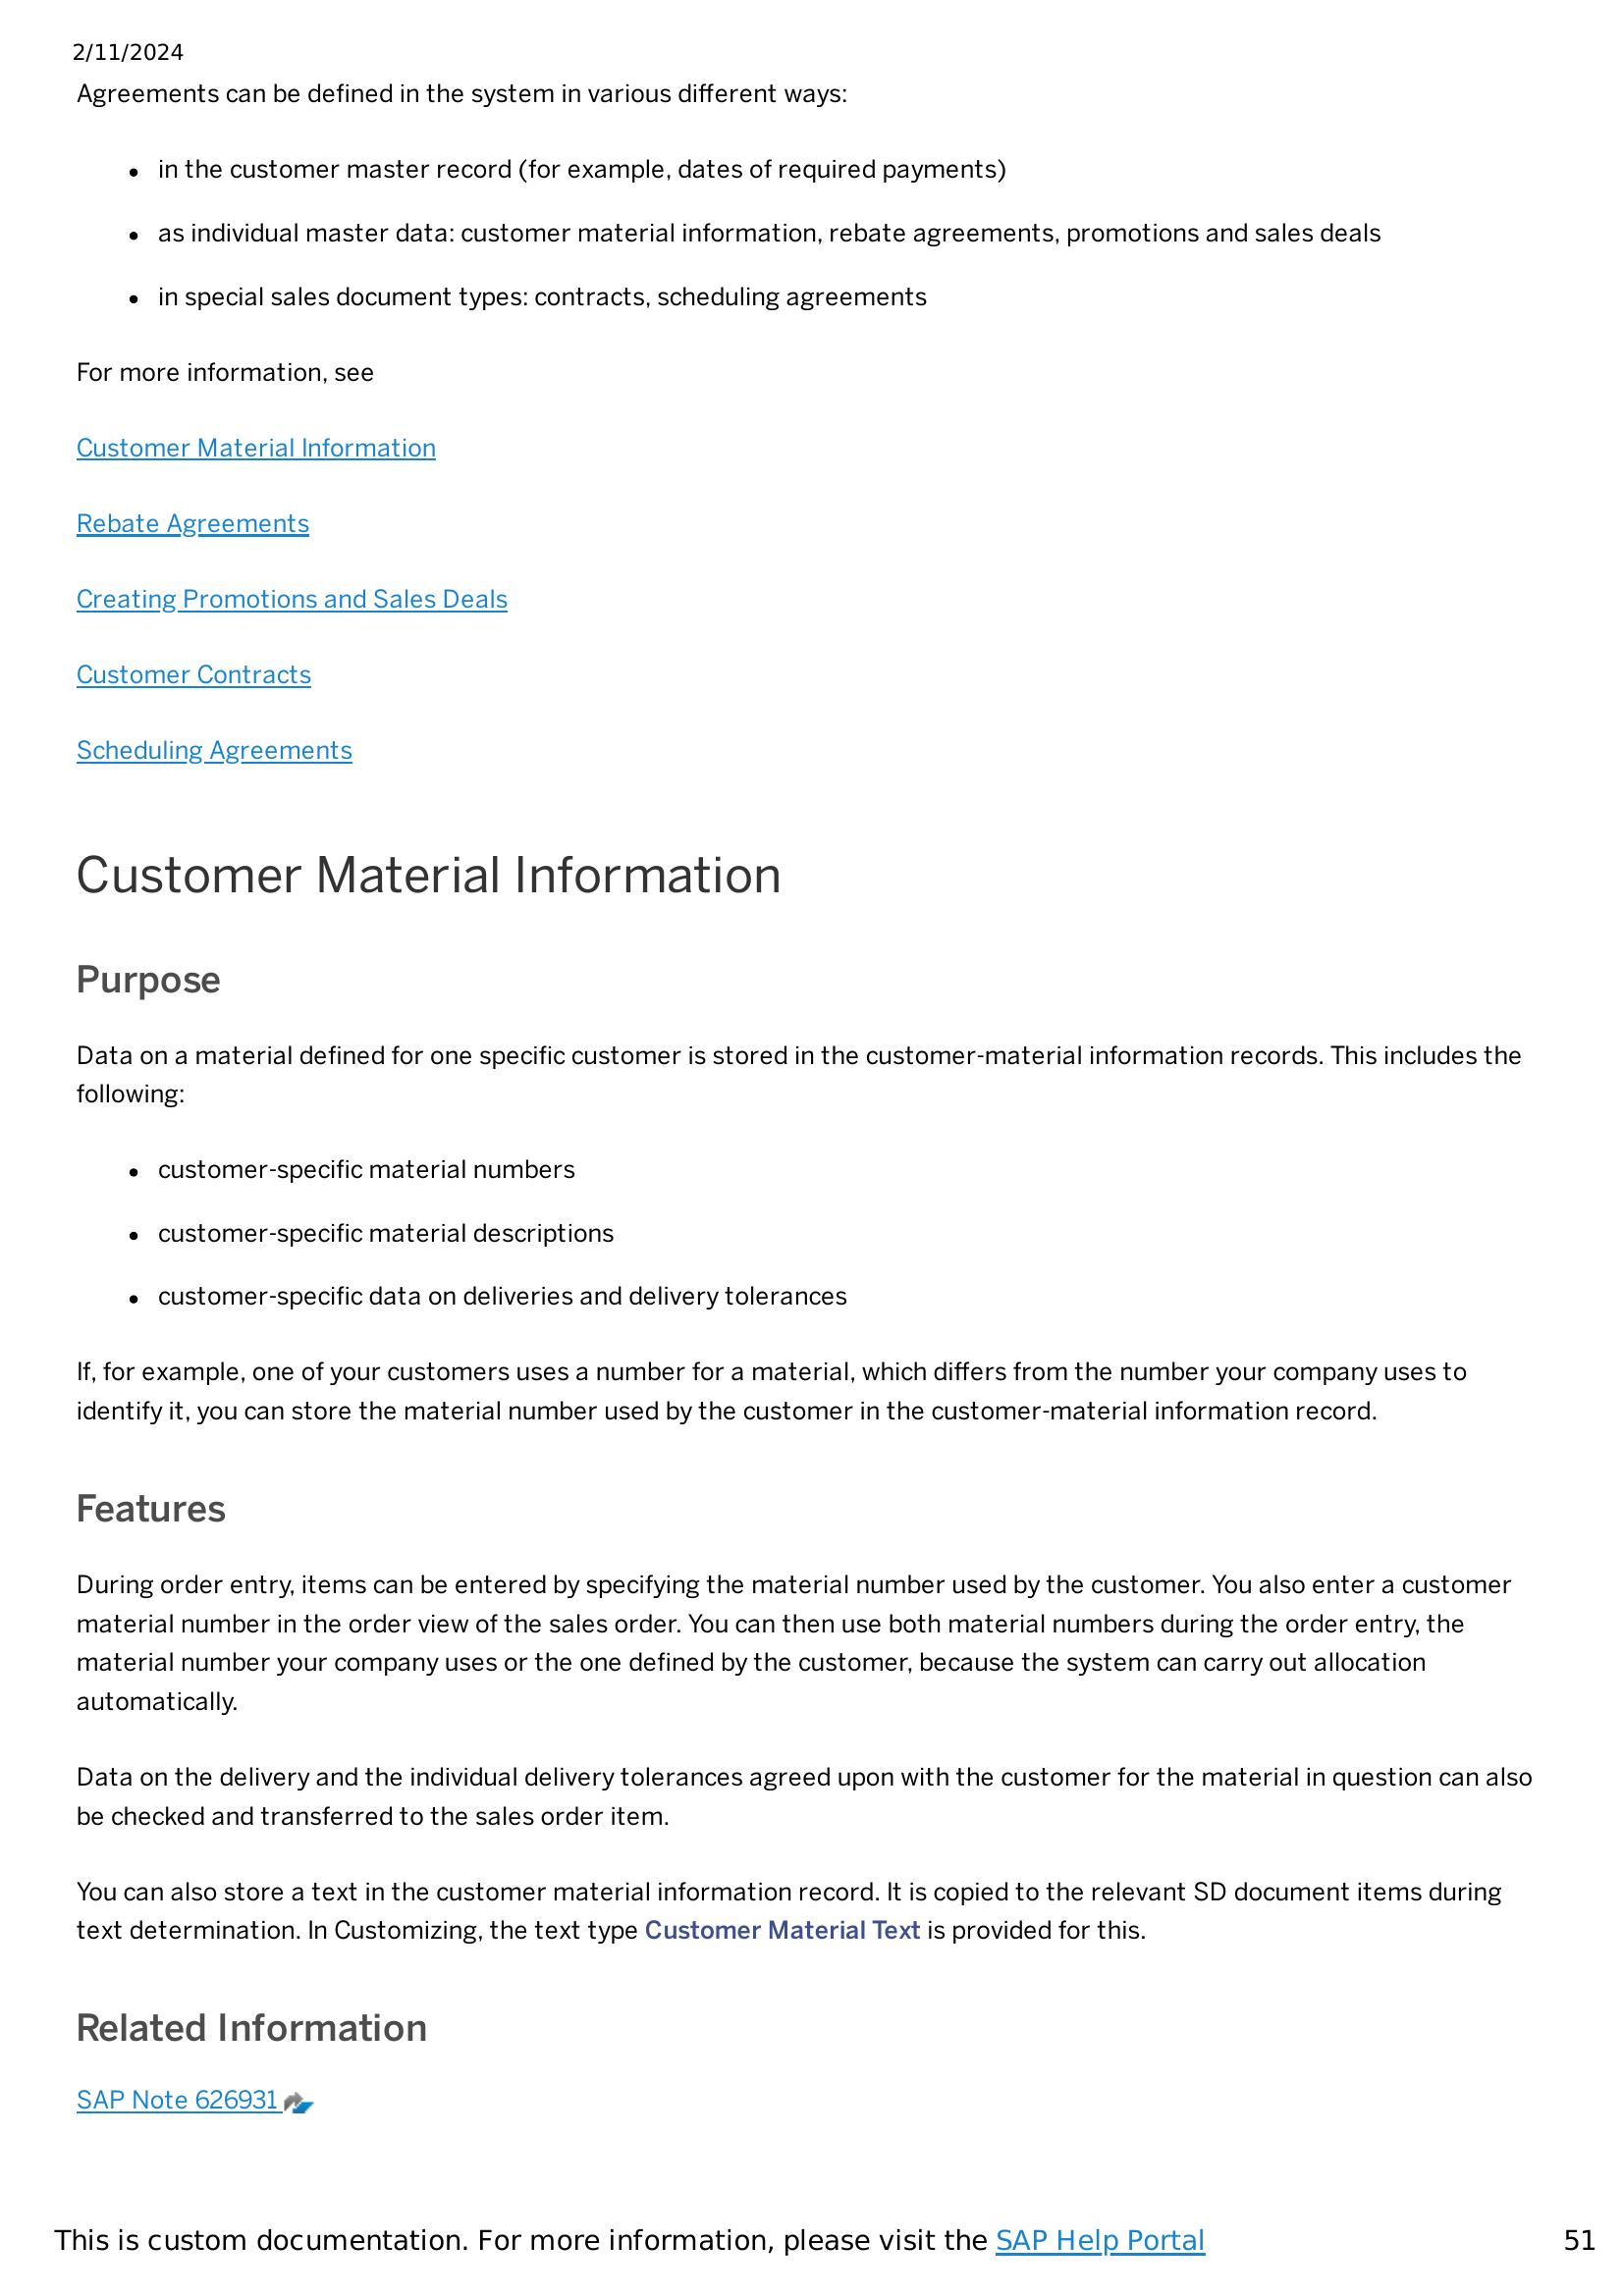 2/11/2024
Agreements can be defined in the system in various different ways:
• in the customer master record (for example, dates of required payments)
• as individual master data: customer material information, rebate agreements, promotions and sales deals
• in special sales document types: contracts, scheduling agreements
For more information, see
Customer Material Information
Rebate Agreements
Creating Promotions and Sales Deals
Customer Contracts
Scheduling Agreements
Customer Material Information
Purpose
Data on a material defined for one specific customer is stored in the customer-material information records. This includes the
following:
• customer-specific material numbers
• customer-specific material descriptions
• customer-specific data on deliveries and delivery tolerances
If, for example, one of your customers uses a number for a material, which differs from the number your company uses to
identify it, you can store the material number used by the customer in the customer-material information record.
Features
During order entry, items can be entered by specifying the material number used by the customer. You also enter a customer
material number in the order view of the sales order. You can then use both material numbers during the order entry, the
material number your company uses or the one defined by the customer, because the system can carry out allocation
automatically.
Data on the delivery and the individual delivery tolerances agreed upon with the customer for the material in question can also
be checked and transferred to the sales order item.
You can also store a text in the customer material information record. It is copied to the relevant SD document items during
text determination. In Customizing, the text type Customer Material Text is provided for this.
Related Information
SAP Note 626931
This is custom documentation. For more information, please visit the SAP Help Portal 51